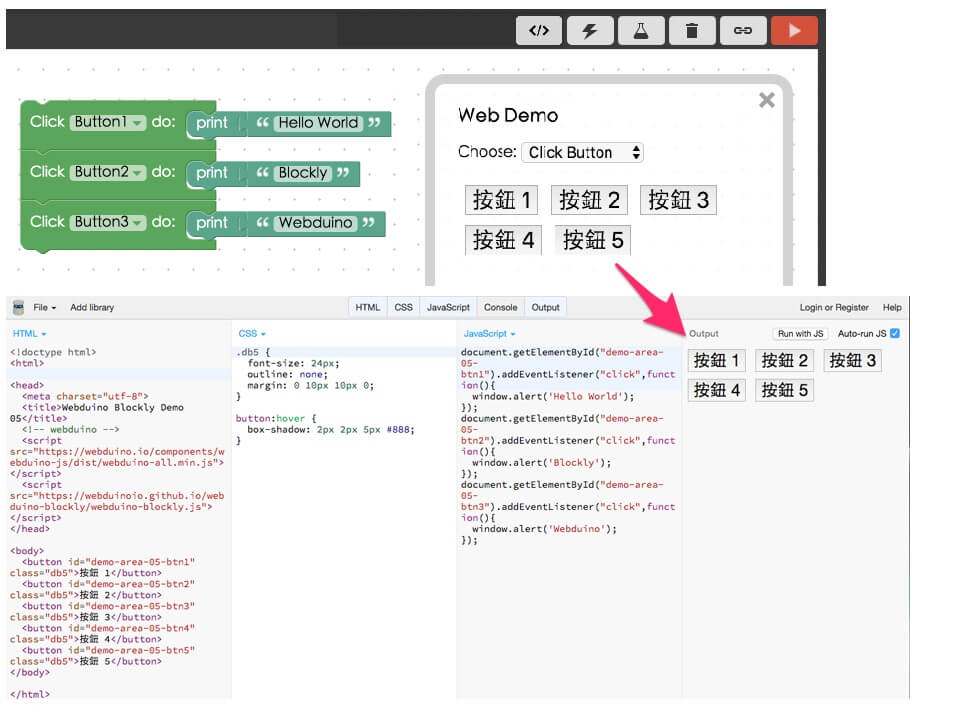 </>
Click Button1 do: print “ Hello World ”
Click Button2 do: print “ Blockly ”
Click Button3 do: print “ Webduino ”
Web Demo
Choose: Click Button
按鈕 1 按鈕 2 按鈕 3
按鈕 4 按鈕 5
File Add library HTML CSS JavaScript Console Output Login or Register Help
HTML
<!doctype html>
<html>
<head>
<meta charset="utf-8">
<title>Webduino Blockly Demo
05</title>
<!-- webduino -->
<script
src="https://webduino.io/components/w
ebduino-js/dist/webduino-all.min.js">
</script>
<script
src="https://webduinoio.github.io/web
duino-blockly/webduino-blockly.js">
</script>
</head>
<body>
<button id="demo-area-05-btn1"
class="db5">按鈕 1</button>
<button id="demo-area-05-btn2"
class="db5">按鈕 2</button>
<button id="demo-area-05-btn3"
class="db5">按鈕 3</button>
<button id="demo-area-05-btn4"
class="db5">按鈕 4</button>
<button id="demo-area-05-btn5"
class="db5">按鈕 5</button>
</body>
</html>
CSS
.db5 {
font-size: 24px;
outline: none;
margin: 0 10px 10px 0;
}
button:hover {
box-shadow: 2px 2px 5px #888;
}
JavaScript
document.getElementById("demo-area-
05-
btn1").addEventListener("click",funct
ion(){
window.alert('Hello World');
});
document.getElementById("demo-area-
05-
btn2").addEventListener("click",funct
ion(){
window.alert('Blockly');
});
document.getElementById("demo-area-
05-
btn3").addEventListener("click",funct
ion(){
window.alert('Webduino');
});
Output Run with JS Auto-run JS
按鈕 1 按鈕 2 按鈕 3
按鈕 4 按鈕 5